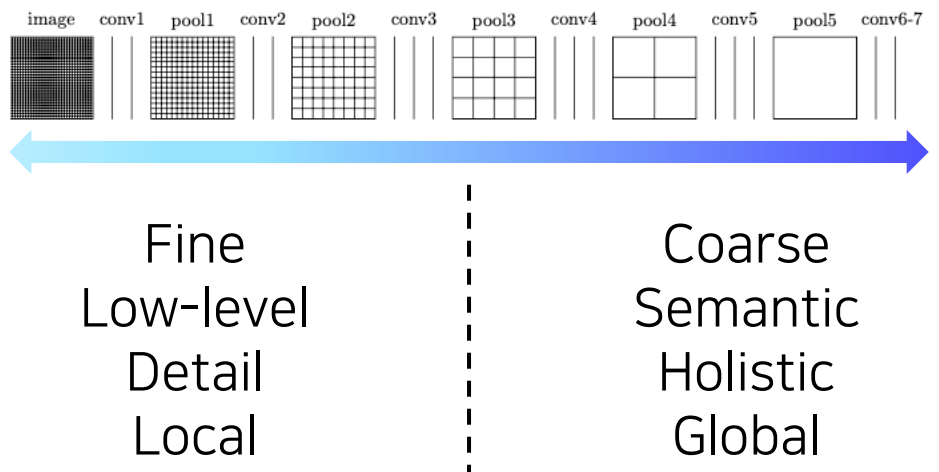 image conv1 pool1 conv2 pool2 conv3 pool3 conv4 pool4 conv5 pool5 conv6-7
Fine
Low-level
Detail
Local
Coarse
Semantic
Holistic
Global